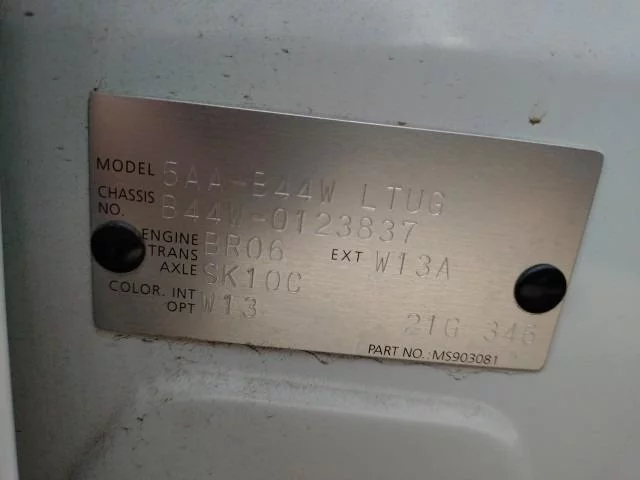 MODEL 5AA-B44W LTUG
CHASSIS NO. B44W-0123837
ENGINE BR06 EXT W13A
TRANS AXLE SK10C
COLOR. INT W13
OPT
21G 346
PART NO.: MS903081